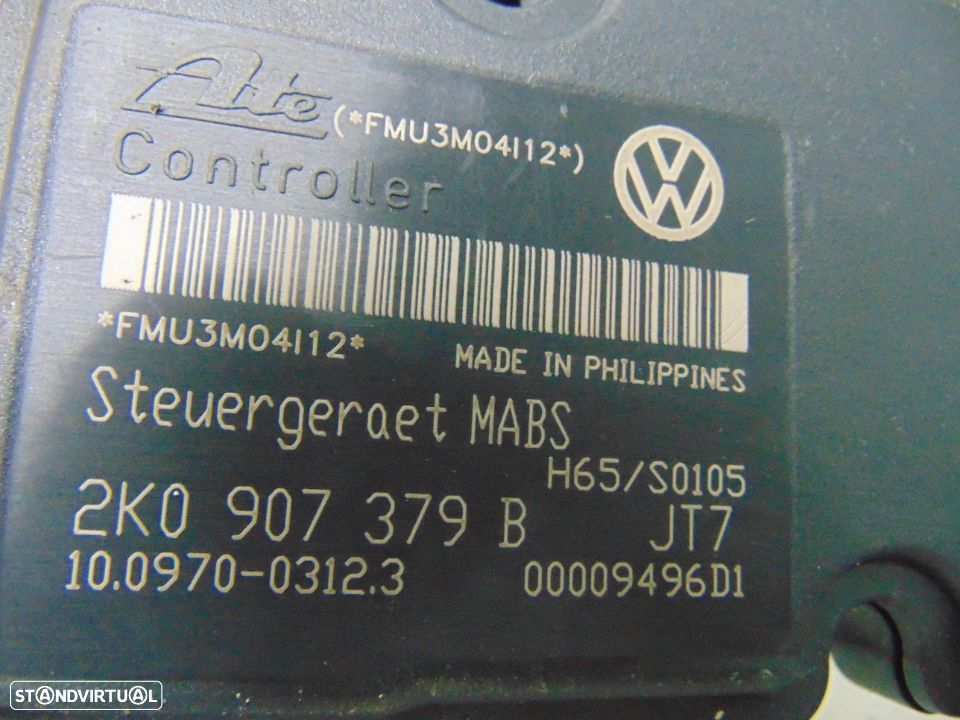 Ate (*FMU3M04I12*)
Controller
*FMU3M04I12*
MADE IN PHILIPPINES
Steuergeraet MABS
H65/S0105
2K0 907 379 B JT7
10.0970-0312.3 00009496D1
STANDVIRTUAL